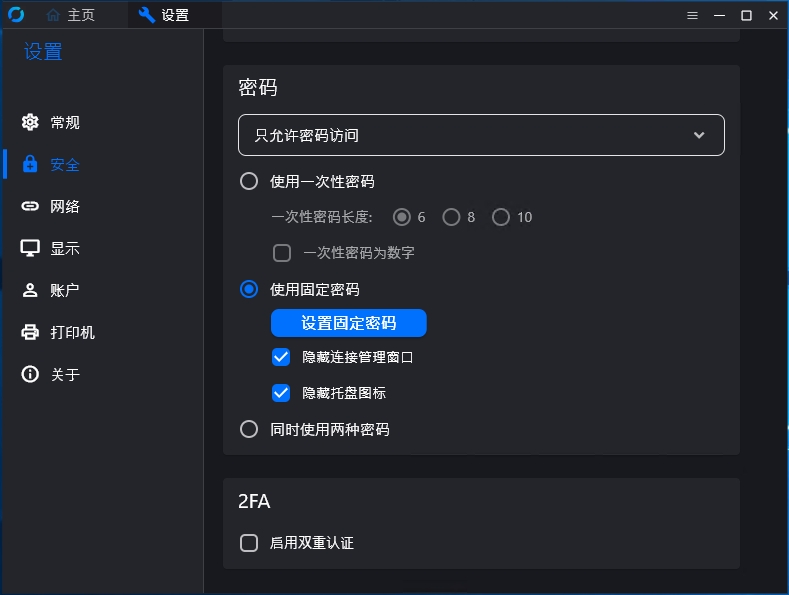 主页
设置
设置
常规
安全
网络
显示
账户
打印机
关于
密码
只允许密码访问
使用一次性密码
一次性密码长度: 6 8 10
一次性密码为数字
使用固定密码
设置固定密码
隐藏连接管理窗口
隐藏托盘图标
同时使用两种密码
2FA
启用双重认证